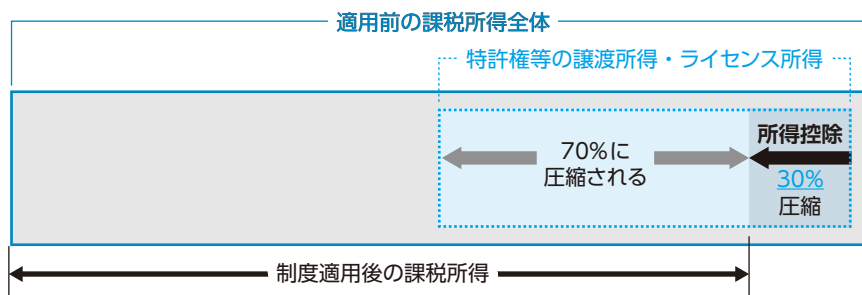 適用前の課税所得全体
特許権等の譲渡所得・ライセンス所得
所得控除
70%に
圧縮される
30%
圧縮
制度適用後の課税所得